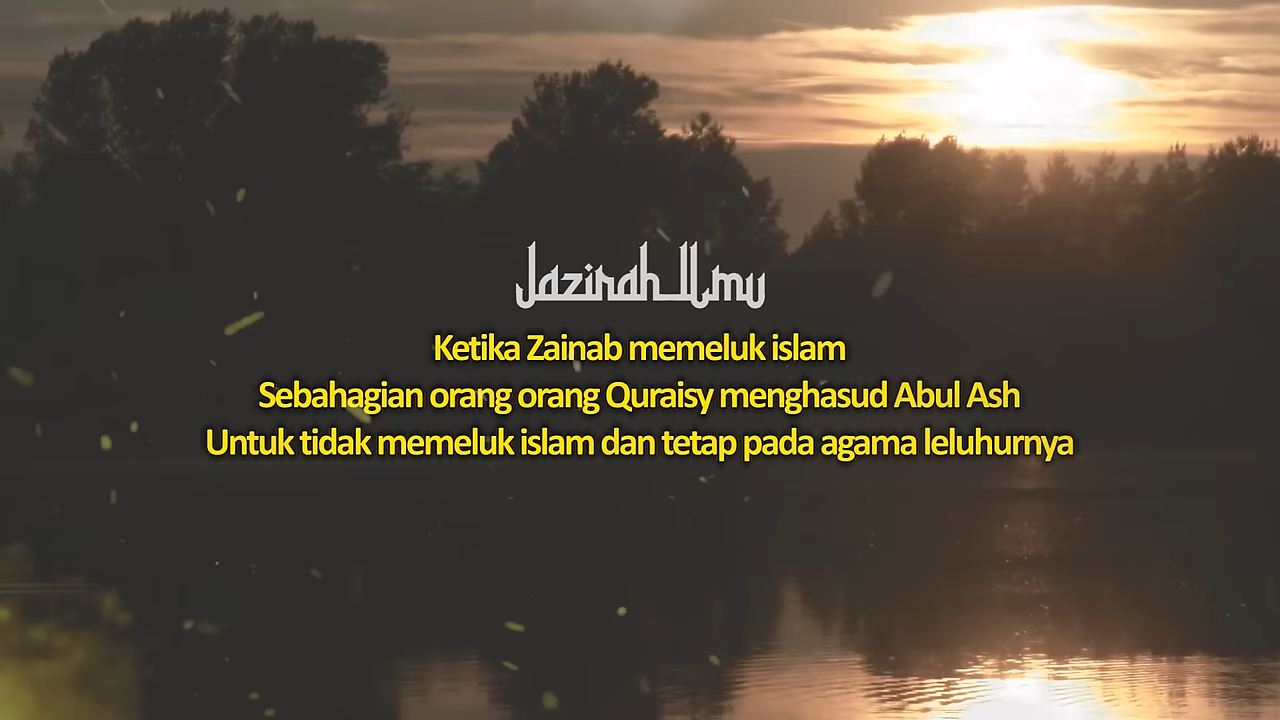 Jazirah Ilmu
Ketika Zainab memeluk islam
Sebahagian orang orang Quraisy menghasud Abul Ash
Untuk tidak memeluk islam dan tetap pada agama leluhurnya